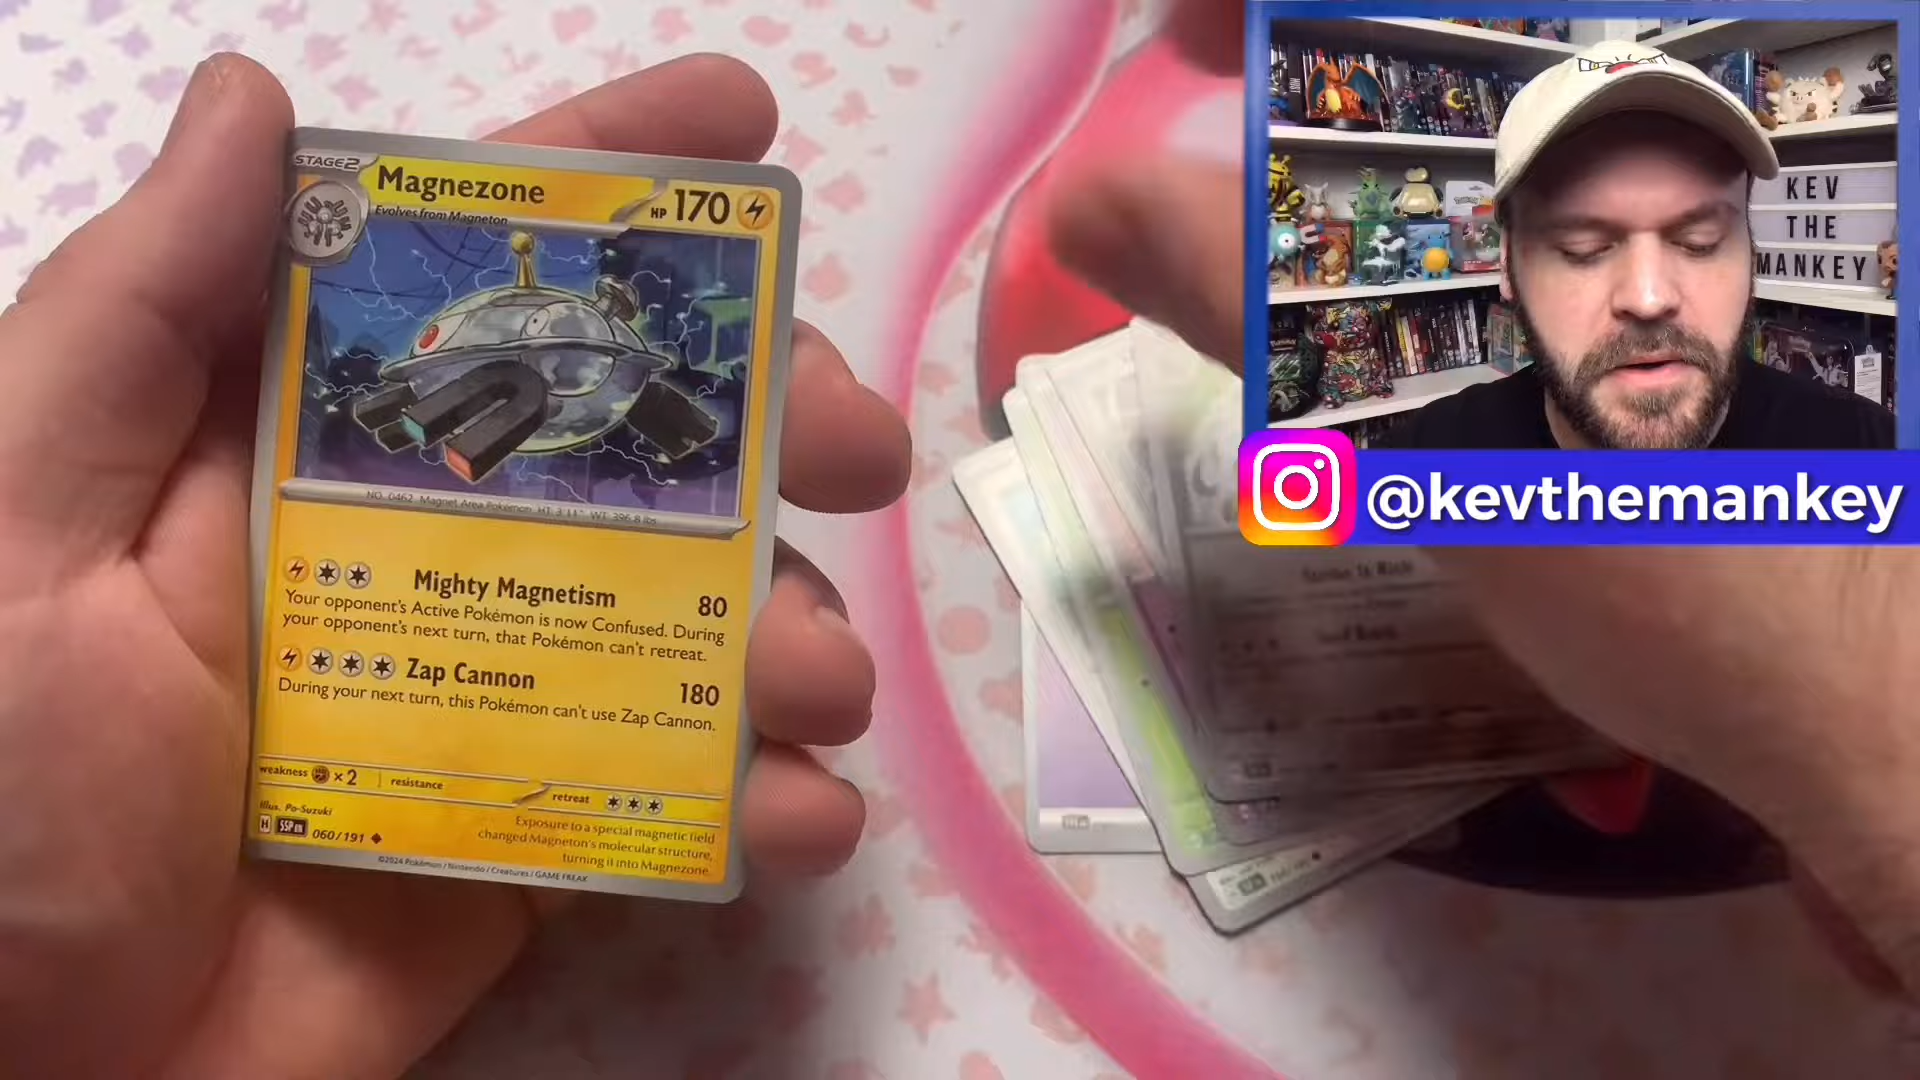 STAGE2
Magnezone
HP 170
Evolves from Magneton
NO. 0462 Magnet Area Pokémon HT: 3'11" WT: 396.8 lbs
Mighty Magnetism 80
Your opponent's Active Pokémon is now Confused. During
your opponent's next turn, that Pokémon can't retreat.
Zap Cannon 180
During your next turn, this Pokémon can't use Zap Cannon.
weakness ×2 resistance
retreat
Illus. Po-Suzuki
H SSP EN 060/191
Exposure to a special magnetic field
changed Magneton's molecular structure,
turning it into Magnezone.
©2024 Pokémon / Nintendo / Creatures / GAME FREAK
KEV
THE
MANKEY
@kevthemankey